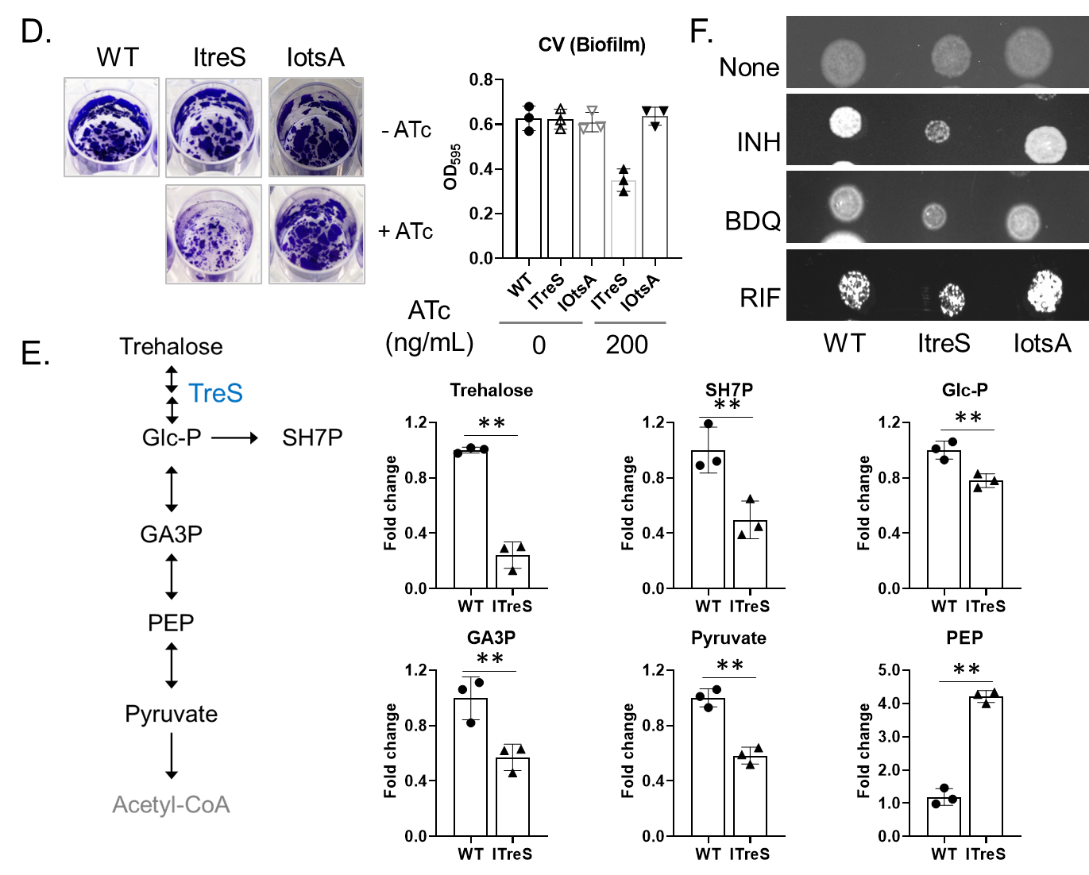 D.
WT
ItreS
IotsA
- ATc
+ ATc
CV (Biofilm)
OD595
0.8
0.6
0.4
0.2
0.0
WT
ITreS
IOtsA
ITreS
IOtsA
ATc
(ng/mL)
0
200
F.
None
INH
BDQ
RIF
WT
ItreS
IotsA
E.
Trehalose
TreS
Glc-P
SH7P
GA3P
PEP
Pyruvate
Acetyl-CoA
Trehalose
**
Fold change
1.2
0.8
0.4
0.0
WT ITreS
SH7P
**
Fold change
1.2
0.8
0.4
0.0
WT ITreS
Glc-P
**
Fold change
1.2
0.8
0.4
0.0
WT ITreS
GA3P
**
Fold change
1.2
0.8
0.4
0.0
WT ITreS
Pyruvate
**
Fold change
1.2
0.8
0.4
0.0
WT ITreS
PEP
**
Fold change
5.0
4.0
3.0
2.0
1.0
0.0
WT ITreS